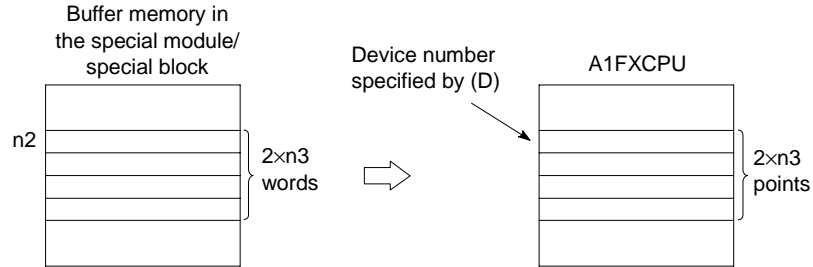 Buffer memory in
the special module/
special block
n2
2×n3
words
Device number
specified by (D)
A1FXCPU
2×n3
points